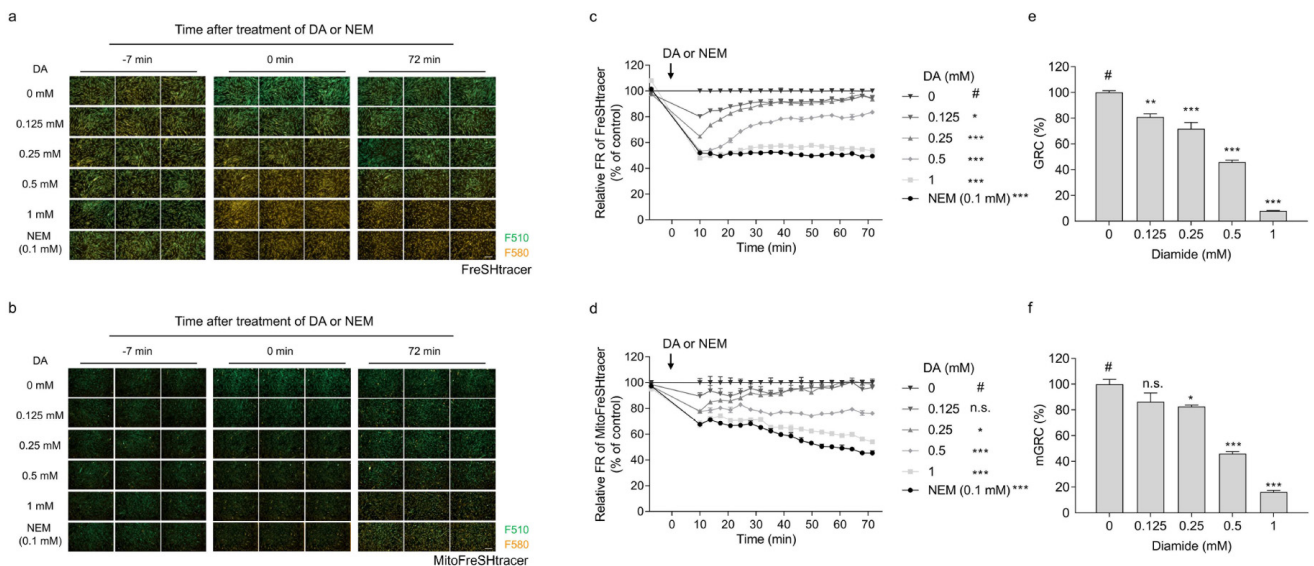 a
Time after treatment of DA or NEM
-7 min 0 min 72 min
DA
0 mM
0.125 mM
0.25 mM
0.5 mM
1 mM
NEM
(0.1 mM)
F510
F580
FreSHtracer
b
Time after treatment of DA or NEM
-7 min 0 min 72 min
DA
0 mM
0.125 mM
0.25 mM
0.5 mM
1 mM
NEM
(0.1 mM)
F510
F580
MitoFreSHtracer
c
DA or NEM
Relative FR of FreSHtracer
(% of control)
120
100
80
60
40
20
0
0 10 20 30 40 50 60 70
Time (min)
DA (mM)
0 #
0.125 *
0.25 ***
0.5 ***
1 ***
NEM (0.1 mM) ***
d
DA or NEM
Relative FR of MitoFreSHtracer
(% of control)
120
100
80
60
40
20
0
0 10 20 30 40 50 60 70
Time (min)
DA (mM)
0 #
0.125 n.s.
0.25 *
0.5 ***
1 ***
NEM (0.1 mM) ***
e
GRC (%)
120
100
80
60
40
20
0
# ** *** *** ***
0 0.125 0.25 0.5 1
Diamide (mM)
f
mGRC (%)
120
100
80
60
40
20
0
# n.s. * *** ***
0 0.125 0.25 0.5 1
Diamide (mM)